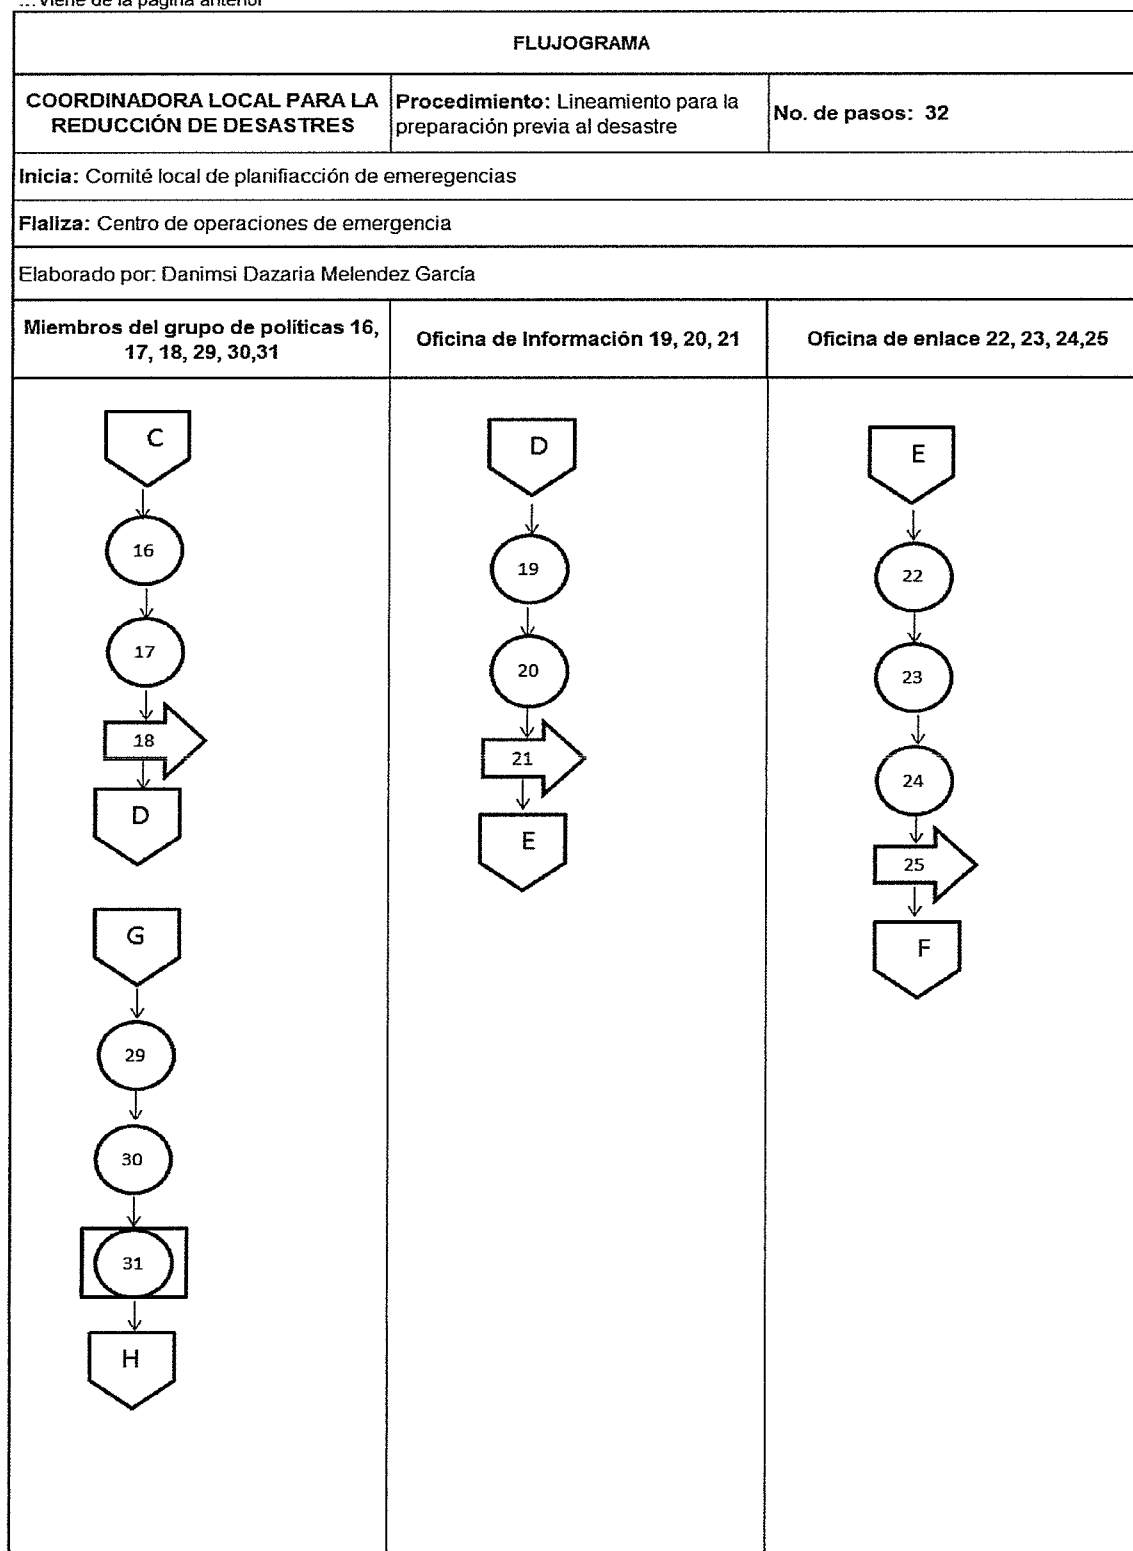 ...Viene de la página anterior
FLUJOGRAMA
COORDINADORA LOCAL PARA LA
REDUCCIÓN DE DESASTRES
Procedimiento: Lineamiento para la
preparación previa al desastre
No. de pasos: 32
Inicia: Comité local de planifiacción de emeregencias
Flaliza: Centro de operaciones de emergencia
Elaborado por: Danimsi Dazaria Melendez García
Miembros del grupo de políticas 16,
17, 18, 29, 30,31
Oficina de Información 19, 20, 21
Oficina de enlace 22, 23, 24,25
C
16
17
18
D
G
29
30
31
H
D
19
20
21
E
E
22
23
24
25
F